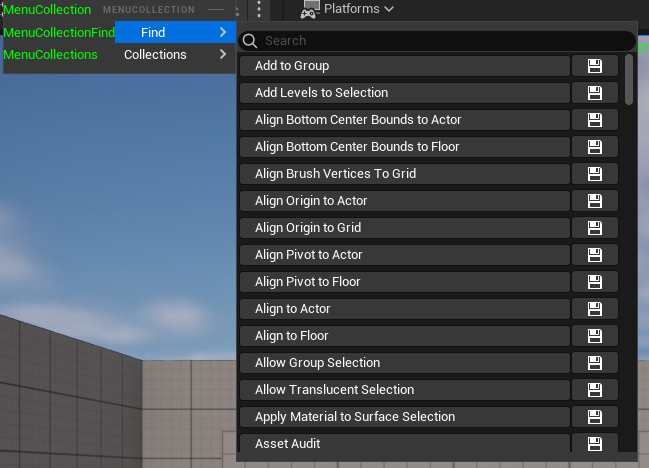 MenuCollection MENUCOLLECTION Platforms
MenuCollectionFind Find
MenuCollections Collections
Search
Add to Group
Add Levels to Selection
Align Bottom Center Bounds to Actor
Align Bottom Center Bounds to Floor
Align Brush Vertices To Grid
Align Origin to Actor
Align Origin to Grid
Align Pivot to Actor
Align Pivot to Floor
Align to Actor
Align to Floor
Allow Group Selection
Allow Translucent Selection
Apply Material to Surface Selection
Asset Audit